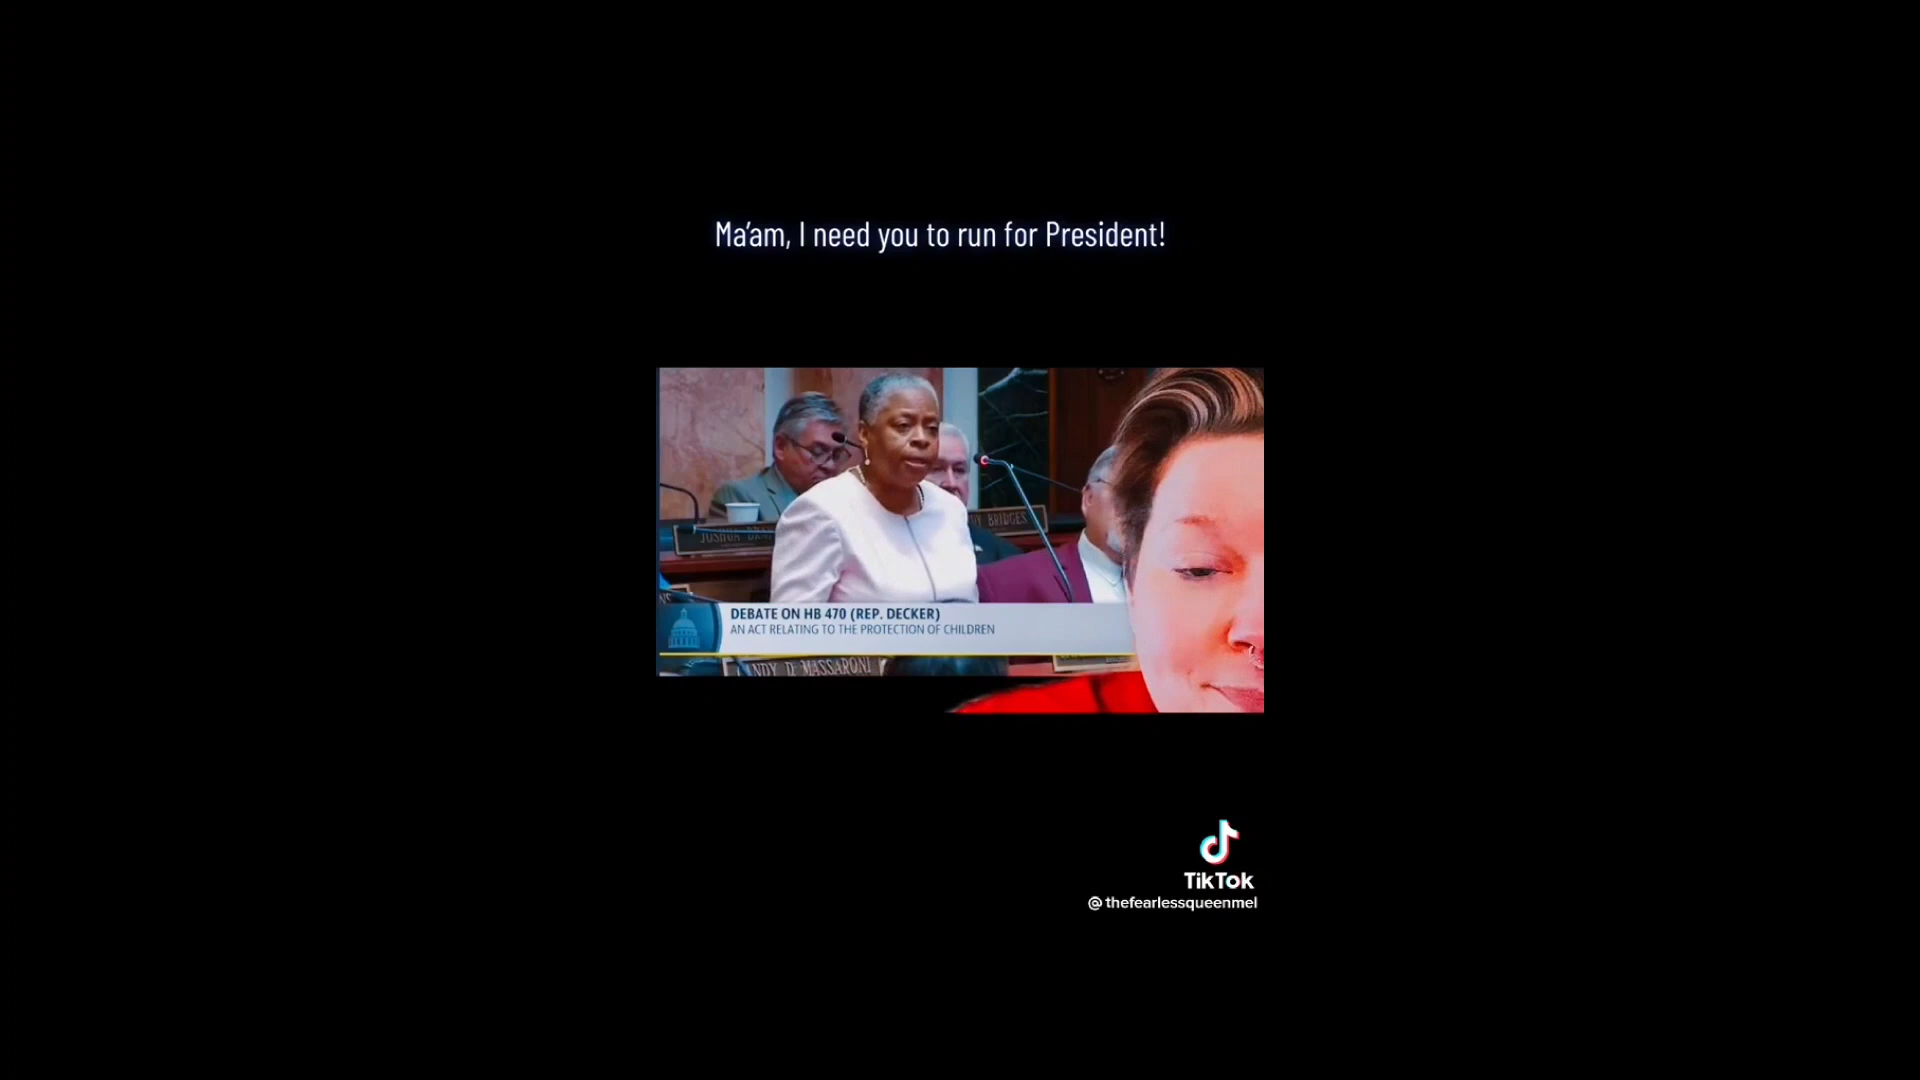 Ma'am, I need you to run for President!
JOSHUA
BRIDGES
DEBATE ON HB 470 (REP. DECKER)
AN ACT RELATING TO THE PROTECTION OF CHILDREN
D. MASSARONI
TikTok
@thefearlessqueenmel